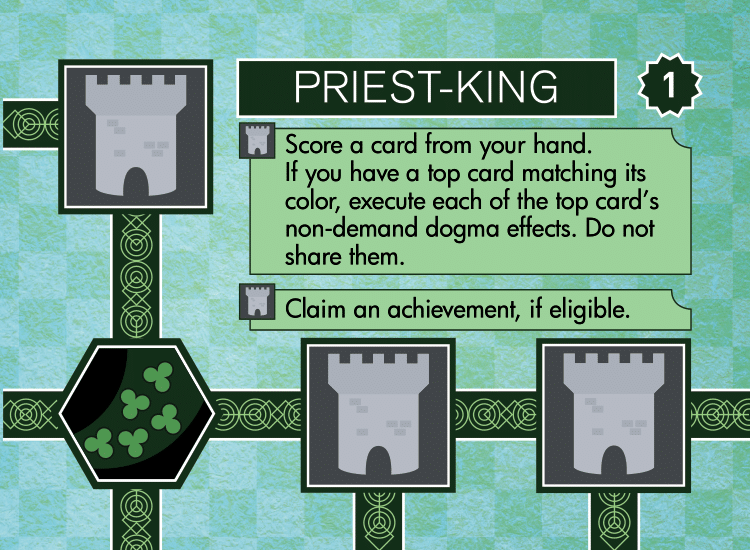 PRIEST-KING
1
Score a card from your hand.
If you have a top card matching its
color, execute each of the top card's
non-demand dogma effects. Do not
share them.
Claim an achievement, if eligible.